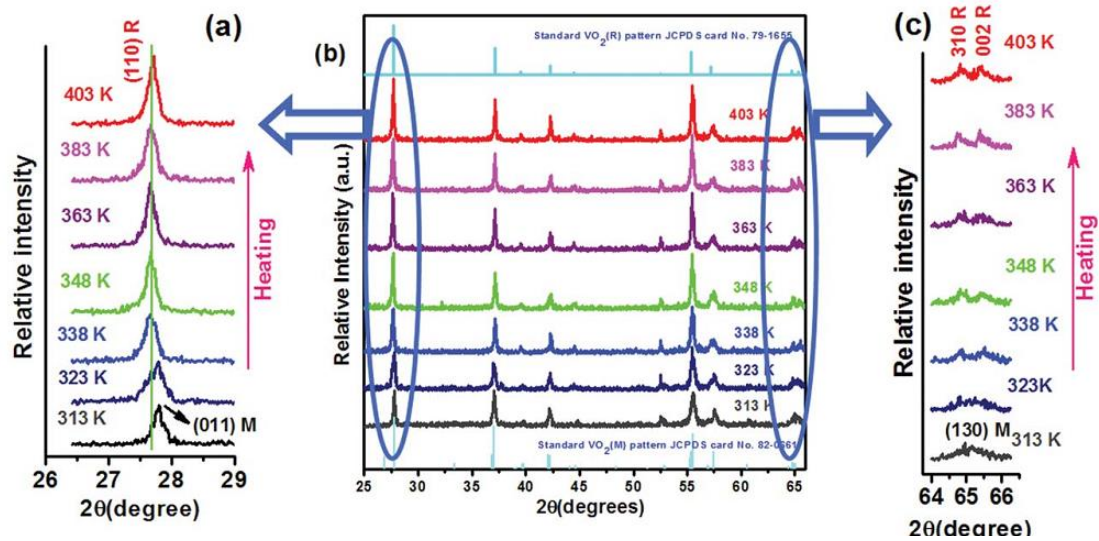 (a)
(110) R
403 K
383 K
363 K
348 K
338 K
323 K
313 K
(011) M
Heating
Relative intensity
26 27 28 29
2θ(degree)
(b)
Standard VO2(R) pattern JCPDS card No. 79-1655
403 K
383 K
363 K
348 K
338 K
323 K
313 K
Standard VO2(M) pattern JCPDS card No. 82-0661
Relative Intensity (a.u.)
25 30 35 40 45 50 55 60 65
2θ(degrees)
(c)
310 R
002 R
403 K
383 K
363 K
348 K
338 K
323K
(130) M
313 K
Heating
Relative intensity
64 65 66
2θ(degree)